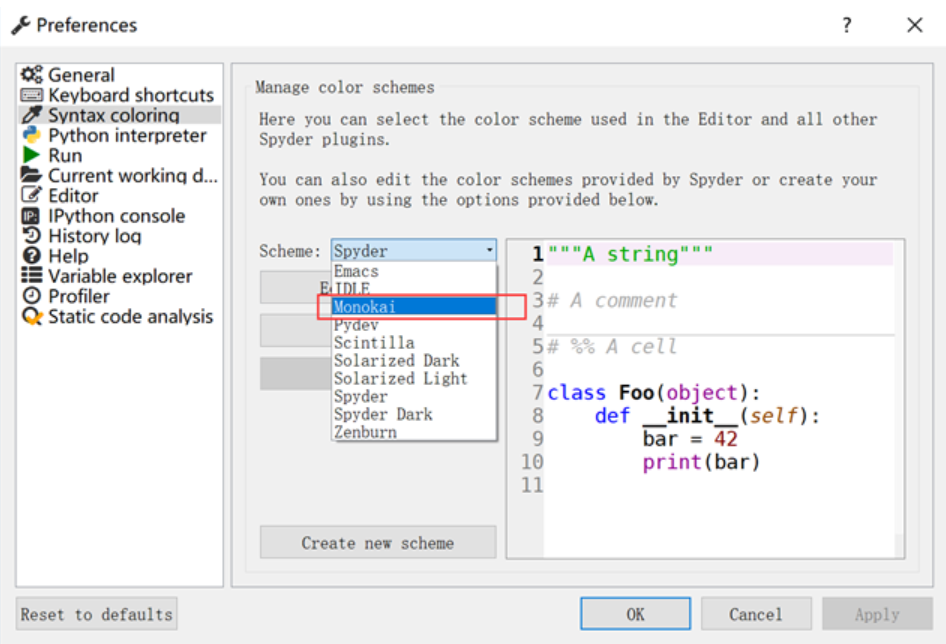 Preferences
?
General
Keyboard shortcuts
Syntax coloring
Python interpreter
Run
Current working d...
Editor
IPython console
History log
Help
Variable explorer
Profiler
Static code analysis
Manage color schemes
Here you can select the color scheme used in the Editor and all other
Spyder plugins.
You can also edit the color schemes provided by Spyder or create your
own ones by using the options provided below.
Scheme: Spyder
Emacs
IDLE
Monokai
Pydev
Scintilla
Solarized Dark
Solarized Light
Spyder
Spyder Dark
Zenburn
Create new scheme
1 """A string"""
2
3 # A comment
4
5 # %% A cell
6
7 class Foo(object):
8     def __init__(self):
9         bar = 42
10         print(bar)
11
Reset to defaults
OK
Cancel
Apply